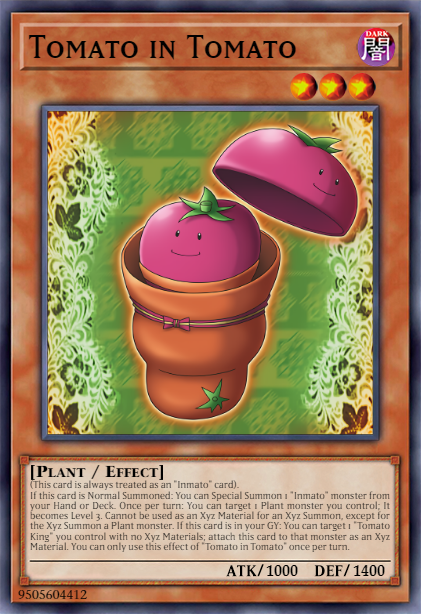 Tomato in Tomato
DARK
闇
[Plant / Effect]
(This card is always treated as an "Inmato" card).
If this card is Normal Summoned: You can Special Summon 1 "Inmato" monster from
your Hand or Deck. Once per turn: You can target 1 Plant monster you control; It
becomes Level 3. Cannot be used as an Xyz Material for an Xyz Summon, except for
the Xyz Summon a Plant monster. If this card is in your GY: You can target 1 "Tomato
King" you control with no Xyz Materials; attach this card to that monster as an Xyz
Material. You can only use this effect of "Tomato in Tomato" once per turn.
ATK/1000 DEF/1400
9505604412